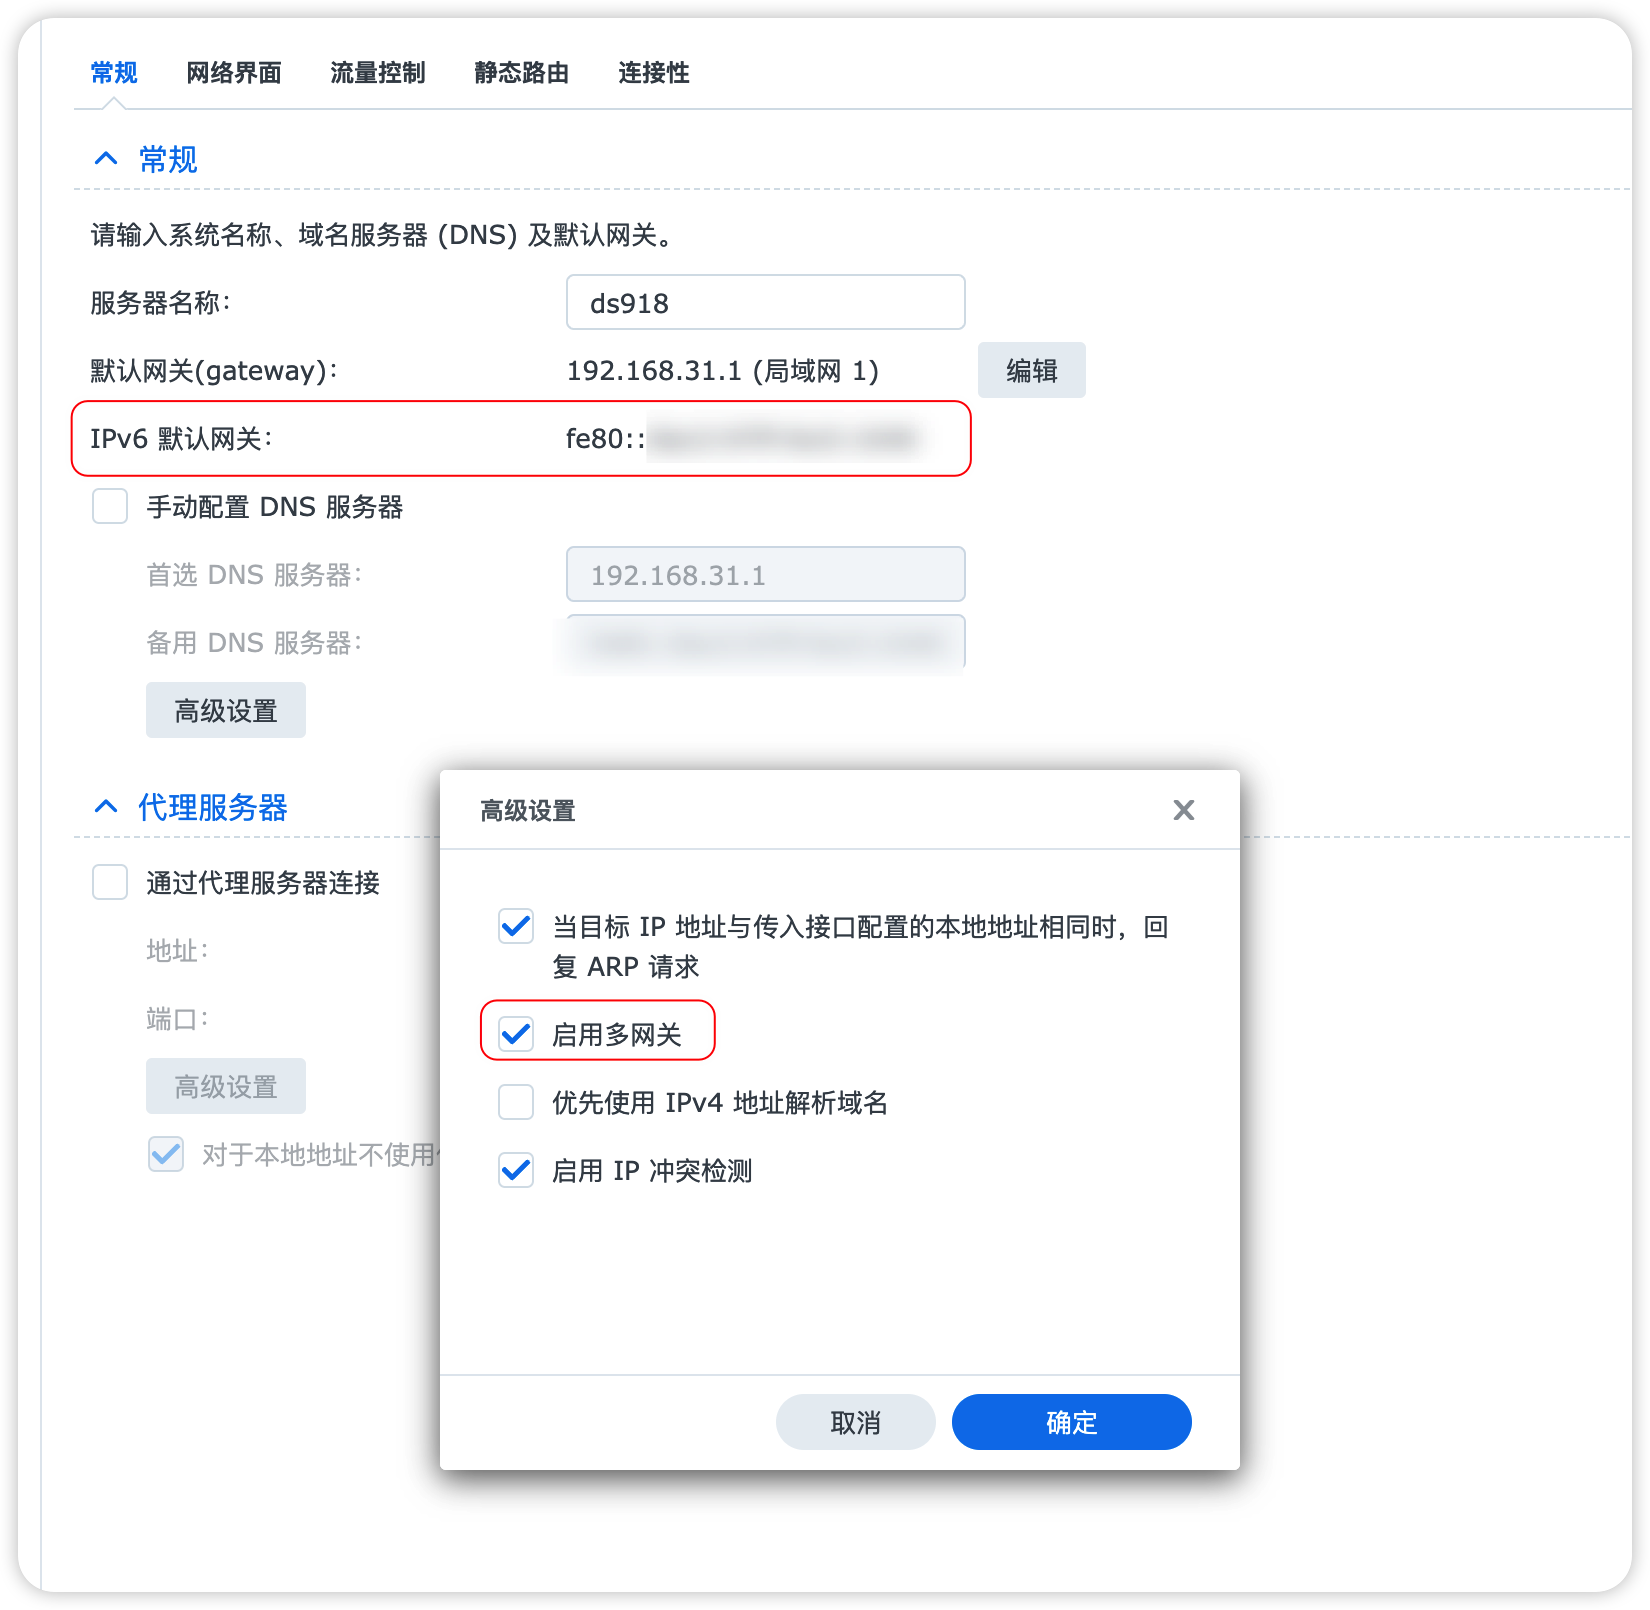 常规 网络界面 流量控制 静态路由 连接性
常规
请输入系统名称、域名服务器 (DNS) 及默认网关。
服务器名称: ds918
默认网关(gateway): 192.168.31.1 (局域网 1) 编辑
IPv6 默认网关: fe80::
手动配置 DNS 服务器
首选 DNS 服务器: 192.168.31.1
备用 DNS 服务器:
高级设置
代理服务器
通过代理服务器连接
地址:
端口:
高级设置
对于本地地址不使用
高级设置
当目标 IP 地址与传入接口配置的本地地址相同时，回
复 ARP 请求
启用多网关
优先使用 IPv4 地址解析域名
启用 IP 冲突检测
取消 确定